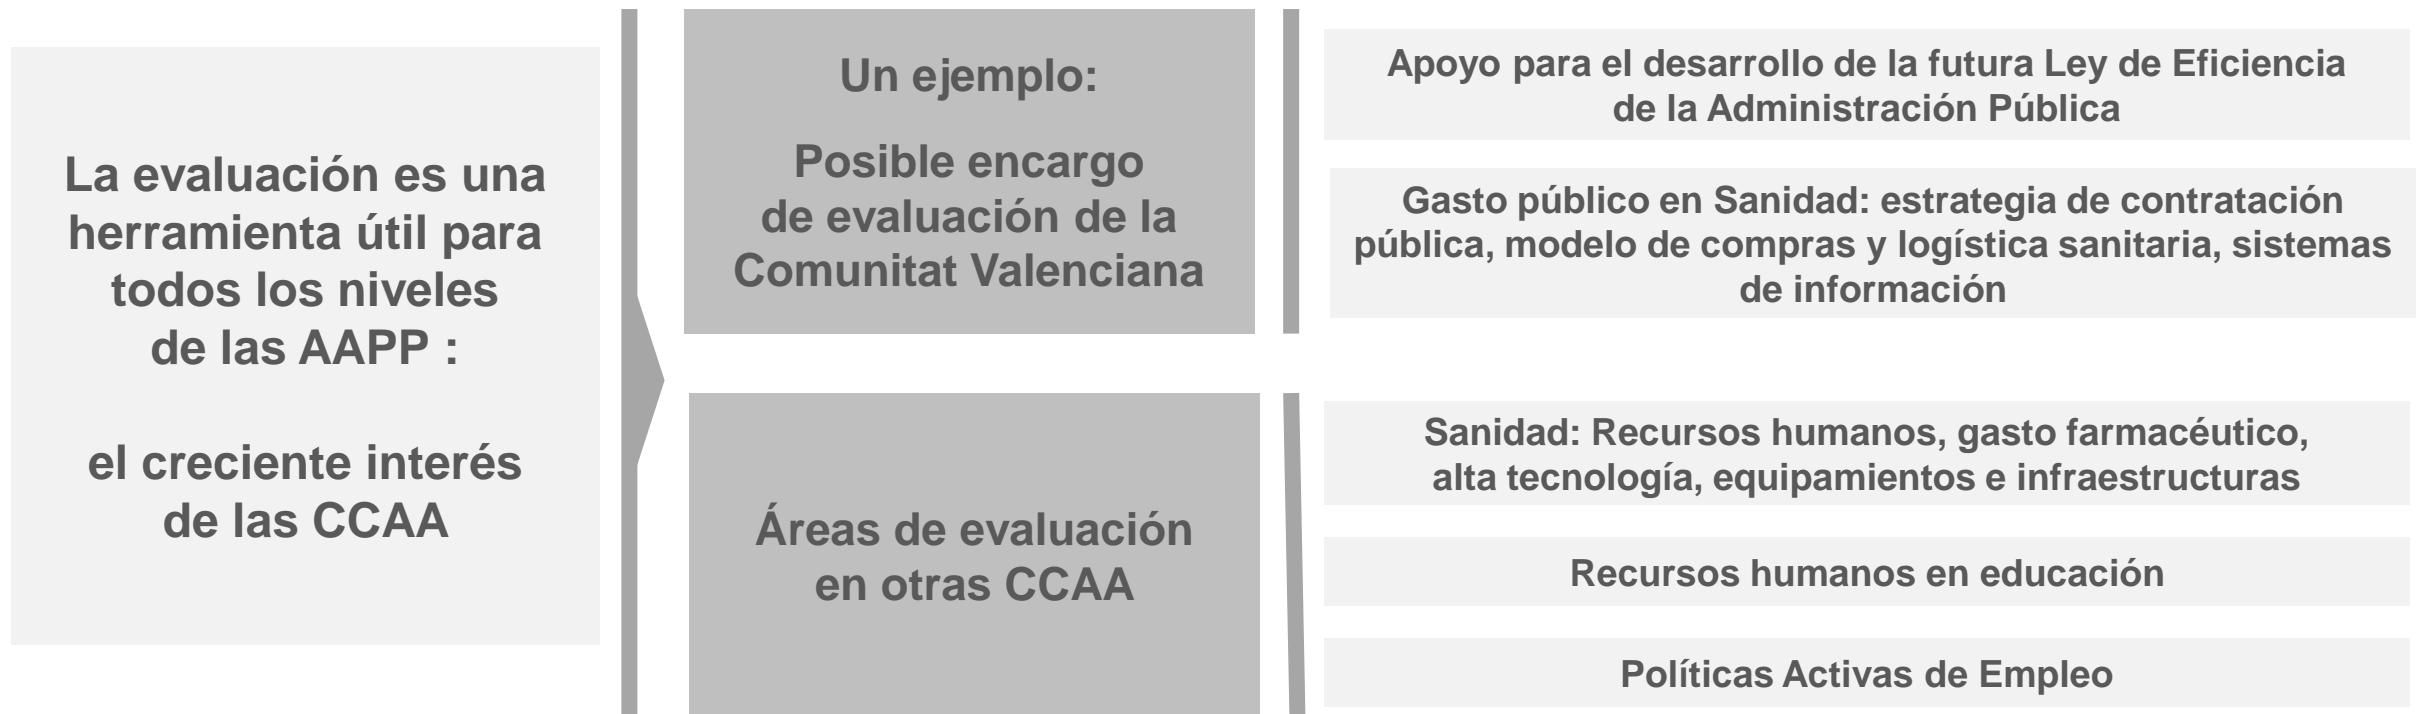 La evaluación es una
herramienta útil para
todos los niveles
de las AAPP :
el creciente interés
de las CCAA
Un ejemplo:
Posible encargo
de evaluación de la
Comunitat Valenciana
Apoyo para el desarrollo de la futura Ley de Eficiencia
de la Administración Pública
Gasto público en Sanidad: estrategia de contratación
pública, modelo de compras y logística sanitaria, sistemas
de información
Áreas de evaluación
en otras CCAA
Sanidad: Recursos humanos, gasto farmacéutico,
alta tecnología, equipamientos e infraestructuras
Recursos humanos en educación
Políticas Activas de Empleo